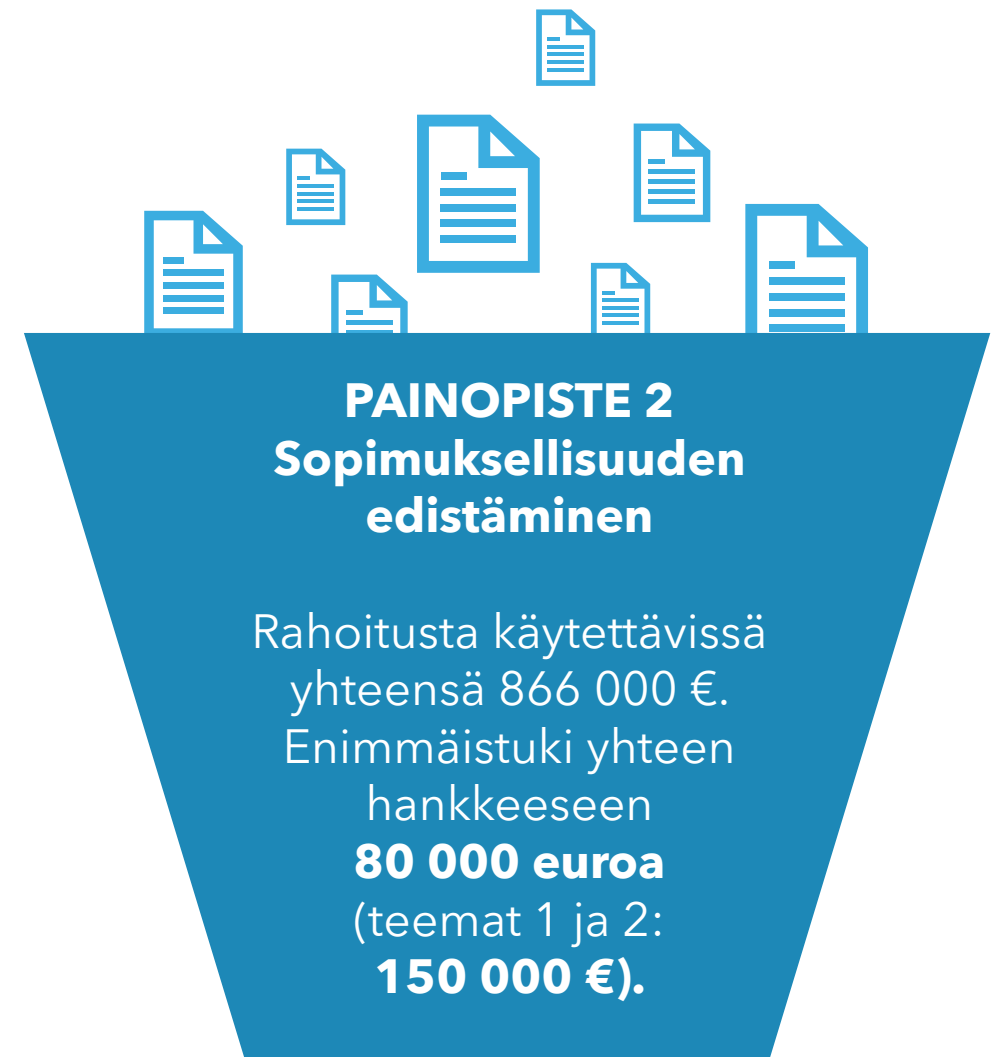 PAINOPISTE 2
Sopimuksellisuuden
edistäminen
Rahoitusta käytettävissä
yhteensä 866 000 €.
Enimmäistuki yhteen
hankkeeseen
80 000 euroa
(teemat 1 ja 2:
150 000 €).